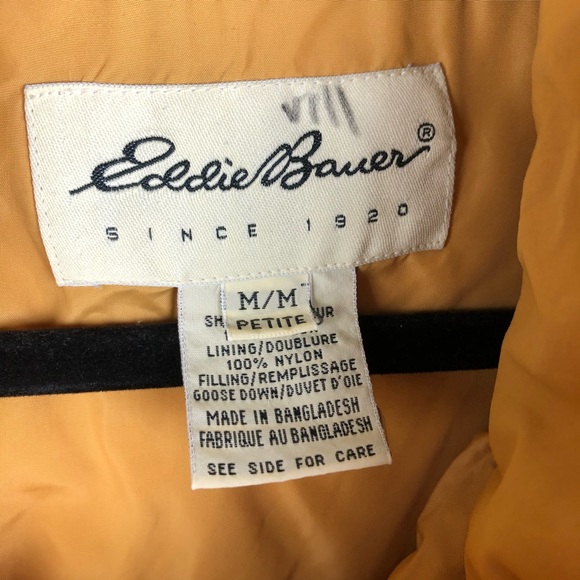 Eddie Bauer®
SINCE 1920
M/M
PETITE
LINING/DOUBLURE
100% NYLON
FILLING/REMPLISSAGE
GOOSE DOWN/DUVET D'OIE
MADE IN BANGLADESH
FABRIQUE AU BANGLADESH
SEE SIDE FOR CARE